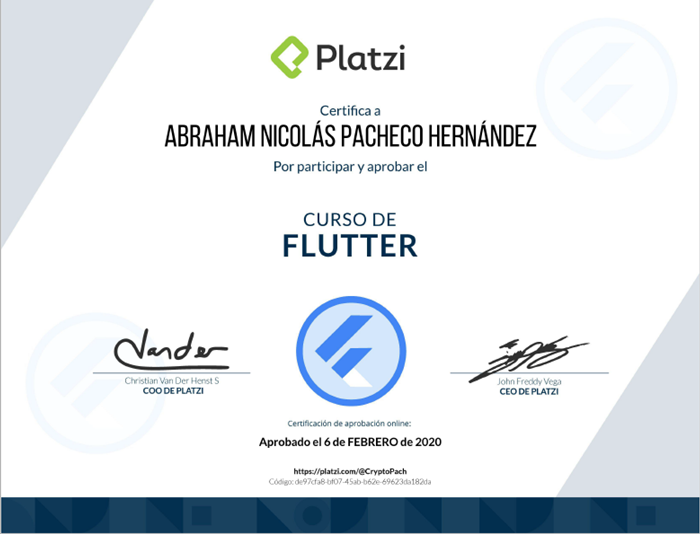 Platzi
Certifica a
ABRAHAM NICOLÁS PACHECO HERNÁNDEZ
Por participar y aprobar el
CURSO DE
FLUTTER
Vander
Christian Van Der Henst S
COO DE PLATZI
John Freddy Vega
CEO DE PLATZI
Certificación de aprobación online:
Aprobado el 6 de FEBRERO de 2020
https://platzi.com/@CryptoPach
Código: de97cfa8-bf07-45ab-b62e-69623da182da